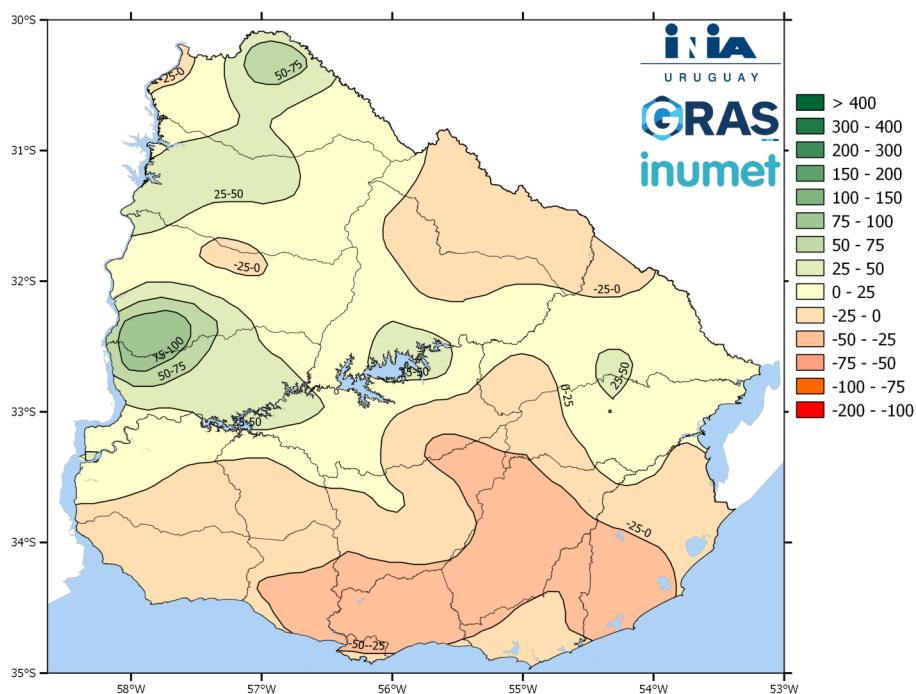 30°S
31°S
32°S
33°S
34°S
35°S
58°W
57°W
56°W
55°W
54°W
53°W
-25-0
50-75
25-50
-25-0
-25-0
75-100
50-75
25-50
0-25
-25-0
-50--25
iNiA
URUGUAY
GRAS
inumet
> 400
300 - 400
200 - 300
150 - 200
100 - 150
75 - 100
50 - 75
25 - 50
0 - 25
-25 - 0
-50 - -25
-75 - -50
-100 - -75
-200 - -100